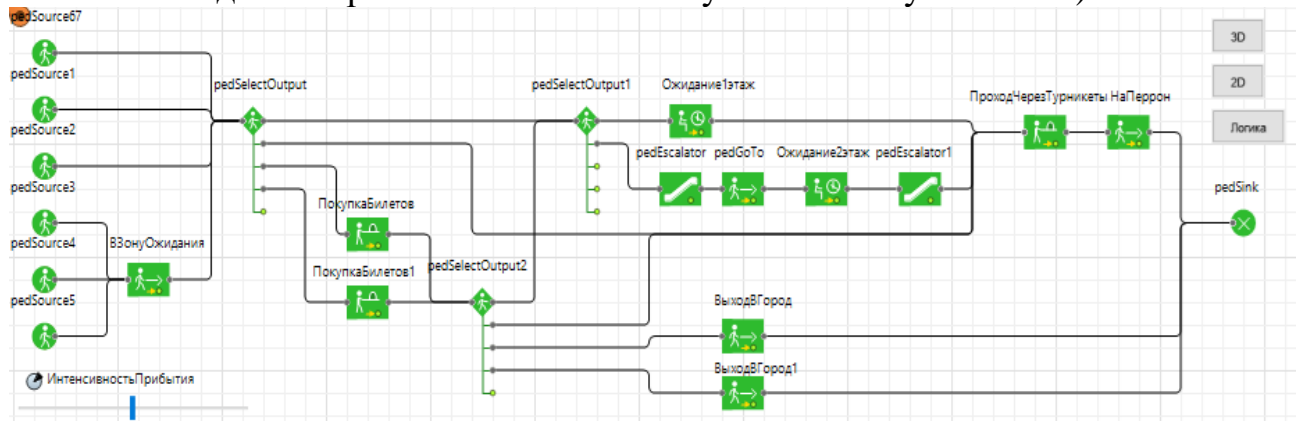 pedSource67
3D
pedSource1
pedSelectOutput
pedSelectOutput1
Ожидание1этаж
2D
ПроходЧерезТурникеты НаПеррон
pedSource2
Логика
pedEscalator pedGoTo Ожидание2этаж pedEscalator1
pedSource3
pedSink
ПокупкаБилетов
pedSource4
ВЗонуОжидания
ПокупкаБилетов1
pedSelectOutput2
pedSource5
ВыходВГород
ВыходВГород1
ИнтенсивностьПрибытия